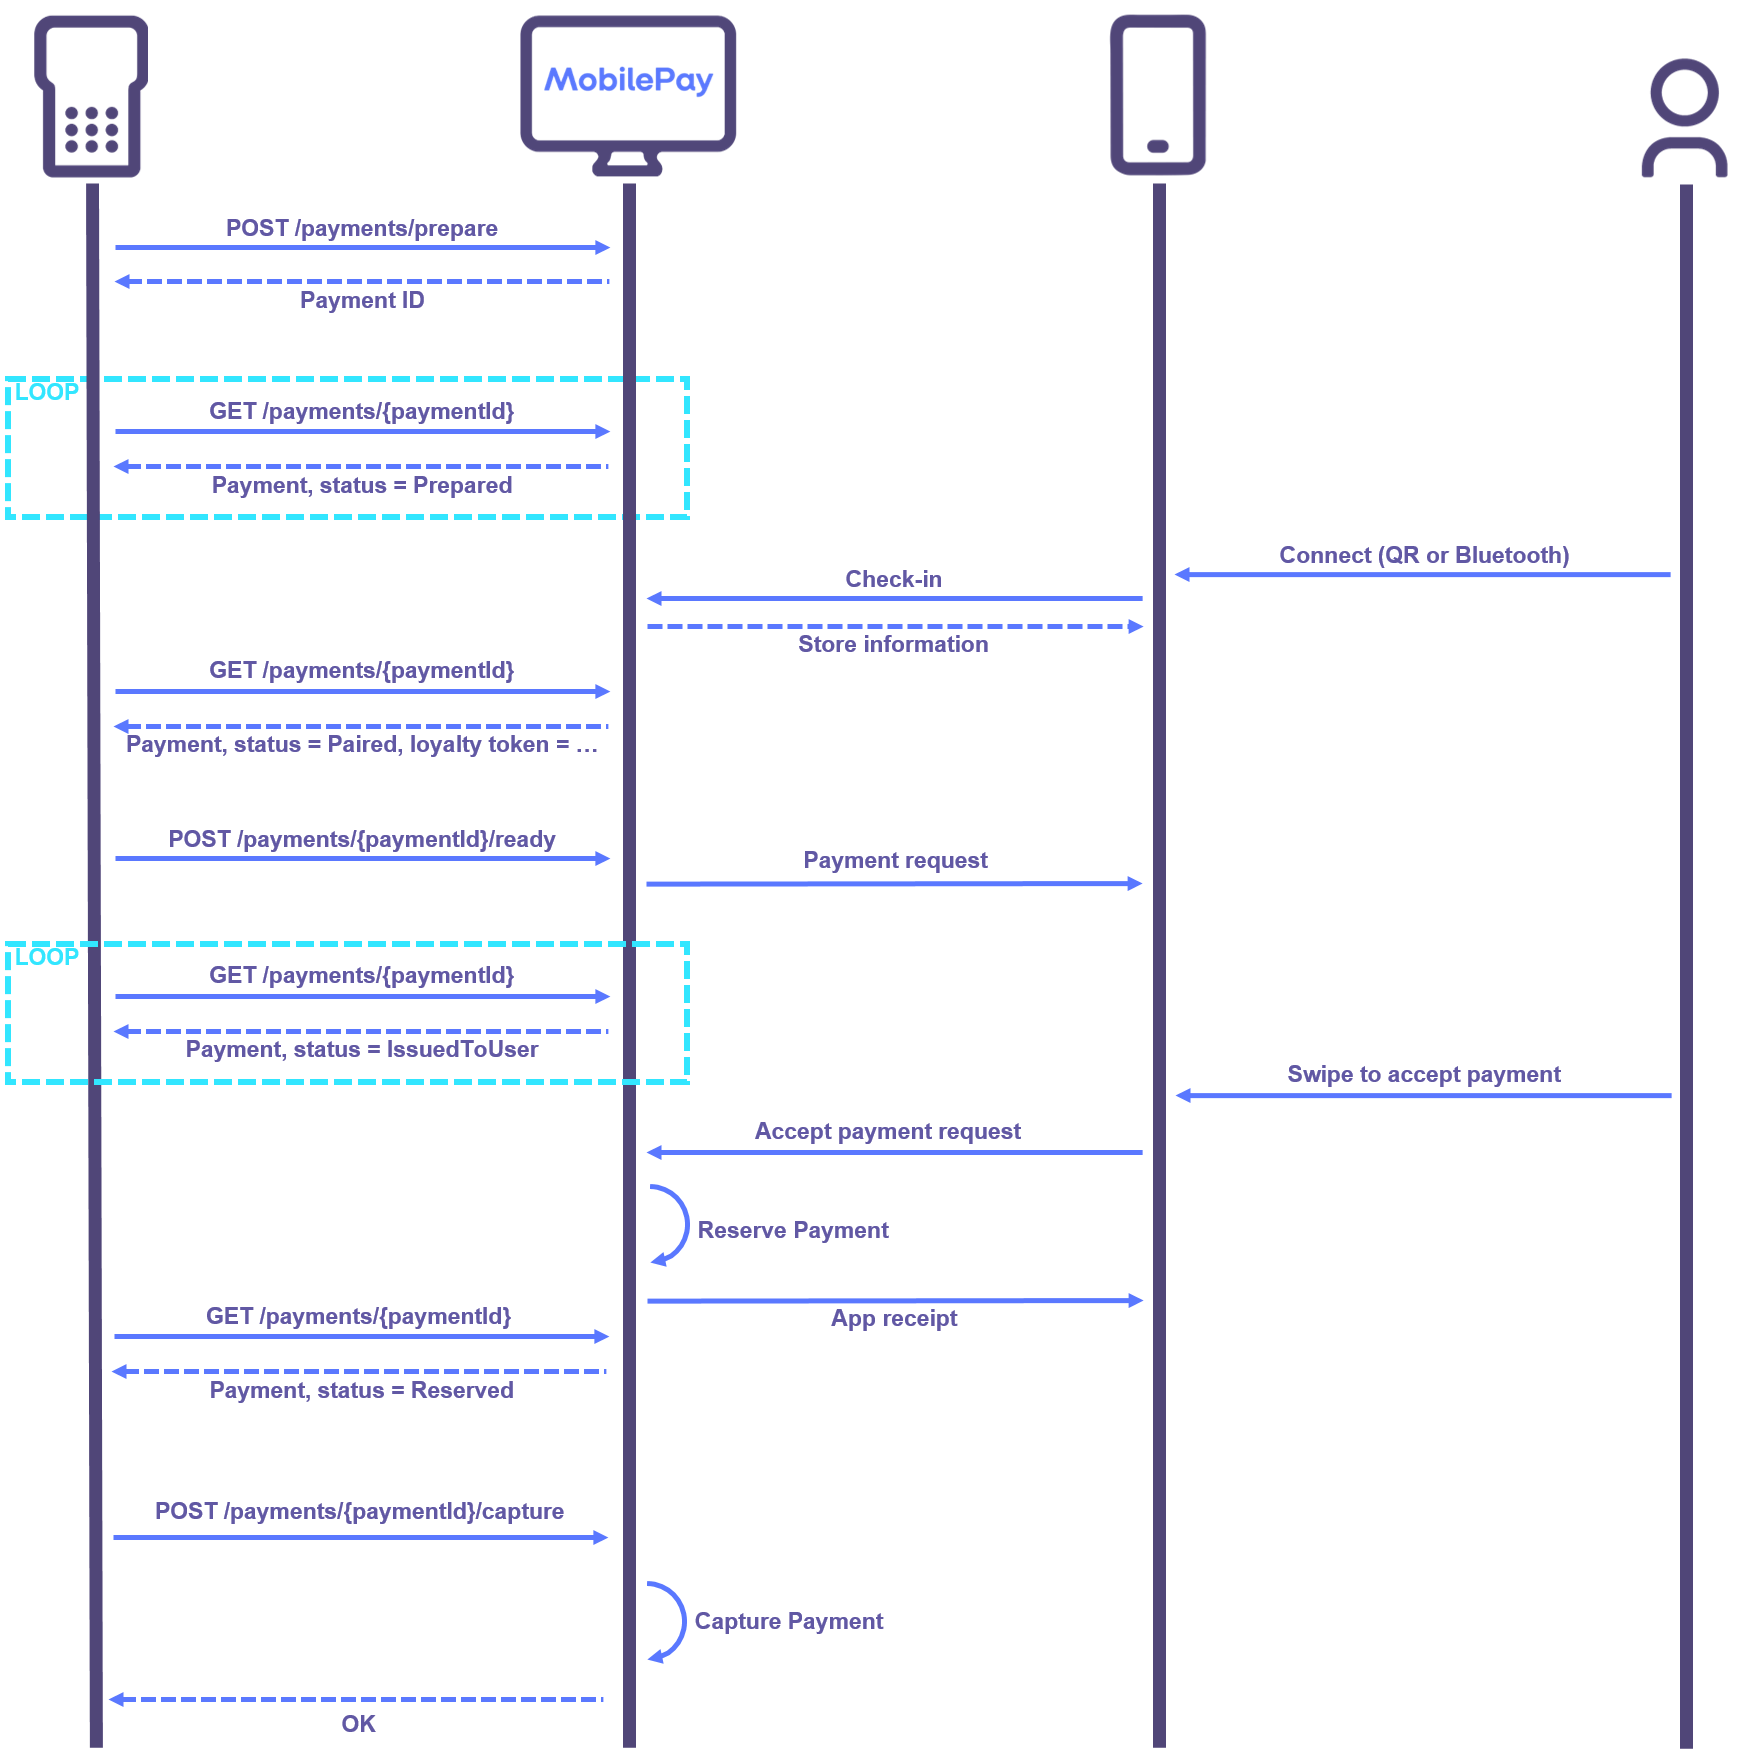 MobilePay
POST /payments/prepare
Payment ID
LOOP
GET /payments/{paymentId}
Payment, status = Prepared
Connect (QR or Bluetooth)
Check-in
Store information
GET /payments/{paymentId}
Payment, status = Paired, loyalty token = …
POST /payments/{paymentId}/ready
Payment request
LOOP
GET /payments/{paymentId}
Payment, status = IssuedToUser
Swipe to accept payment
Accept payment request
Reserve Payment
GET /payments/{paymentId}
App receipt
Payment, status = Reserved
POST /payments/{paymentId}/capture
Capture Payment
OK